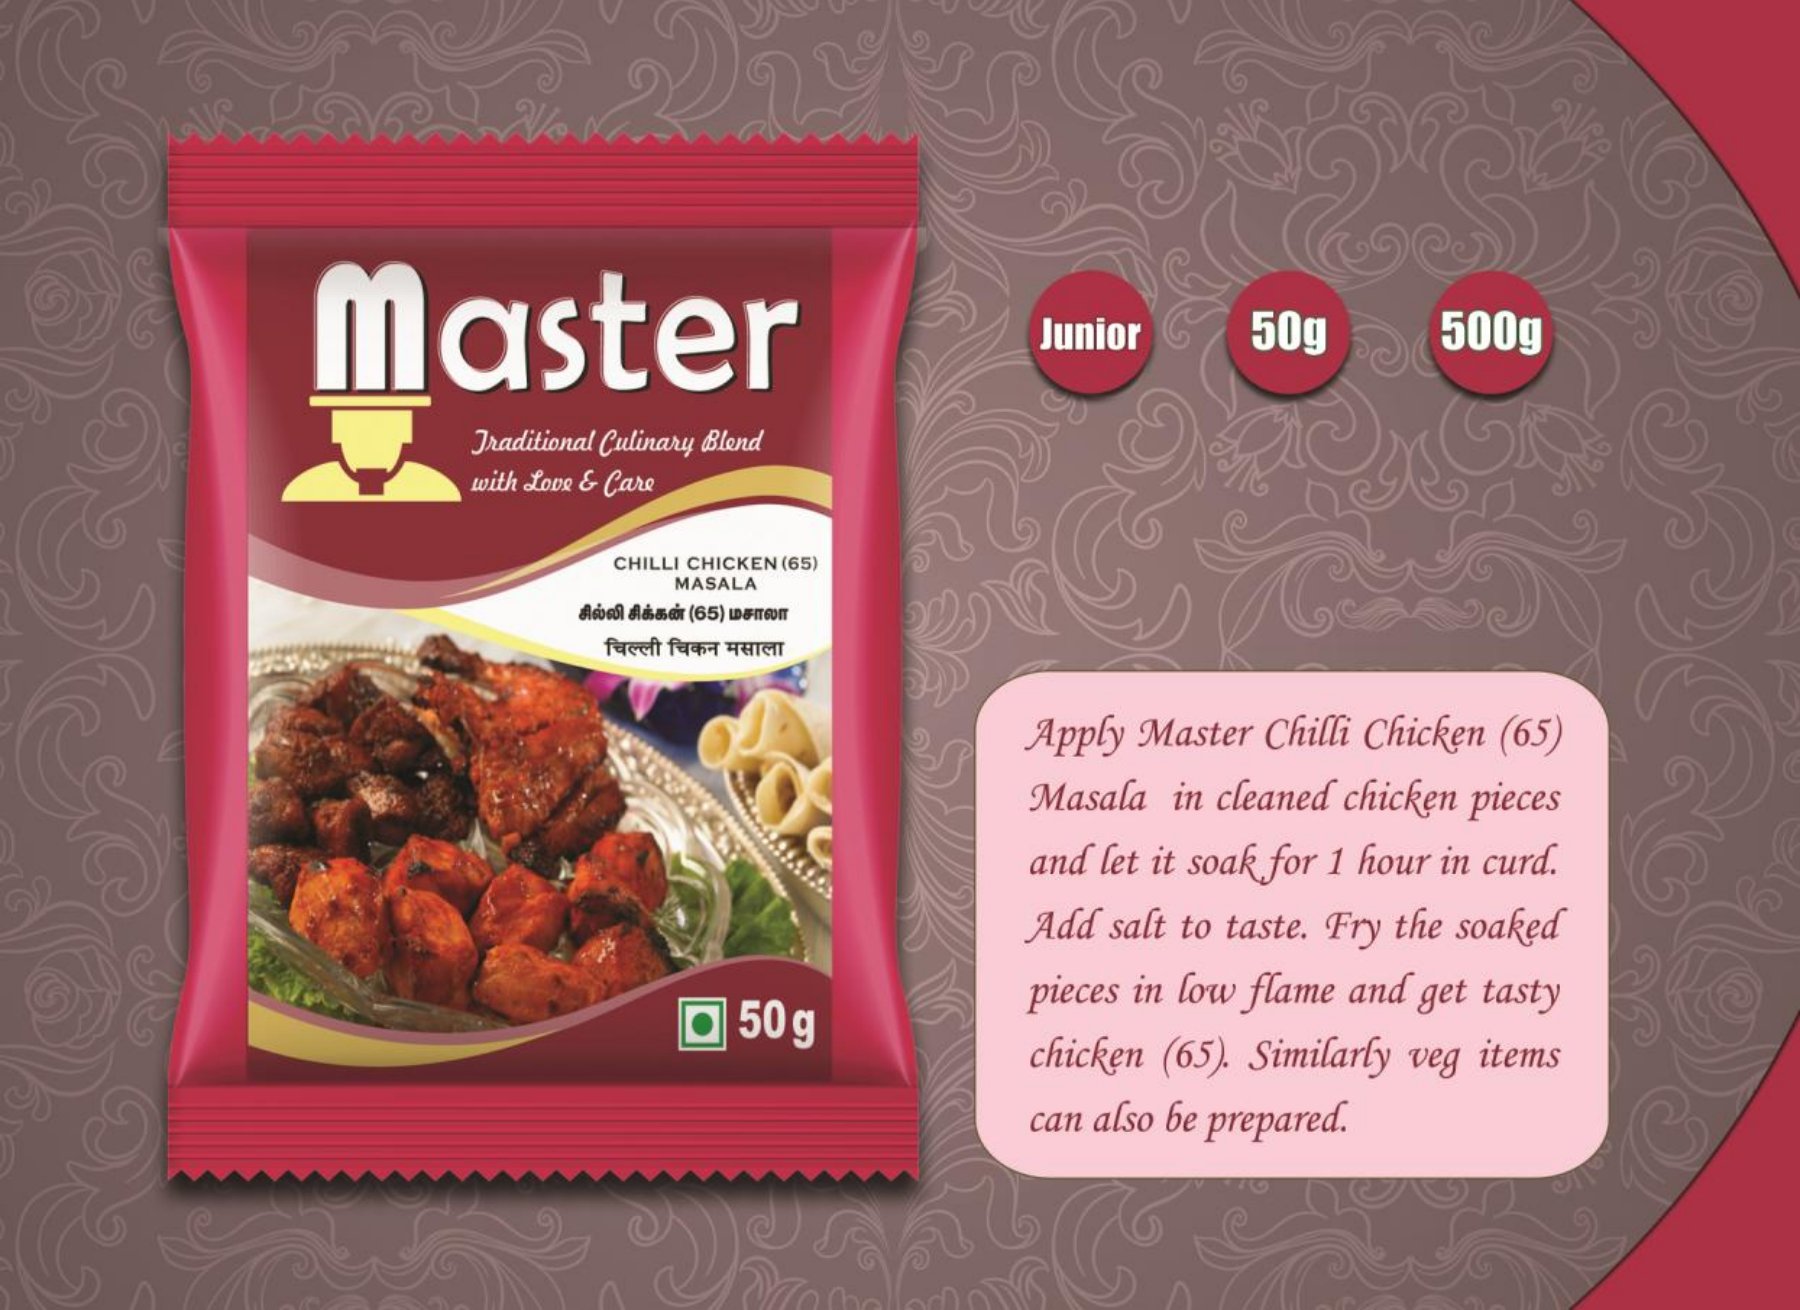 Master
Traditional Culinary Blend
with Love & Care
CHILLI CHICKEN (65)
MASALA
சில்லி சிக்கன் (65) மசாலா
चिल्ली चिकन मसाला
50g
Junior
50g
500g
Apply Master Chilli Chicken (65)
Masala in cleaned chicken pieces
and let it soak for 1 hour in curd.
Add salt to taste. Fry the soaked
pieces in low flame and get tasty
chicken (65). Similarly veg items
can also be prepared.